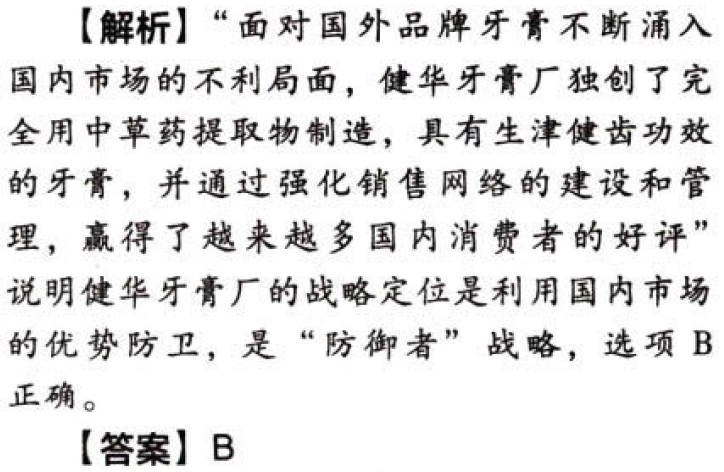 【解析】“面对国外品牌牙膏不断涌入
国内市场的不利局面，健华牙膏厂独创了完
全用中草药提取物制造，具有生津健齿功效
的牙膏，并通过强化销售网络的建设和管
理，赢得了越来越多国内消费者的好评”
说明健华牙膏厂的战略定位是利用国内市场
的优势防卫，是“防御者”战略，选项 B
正确。
【答案】B